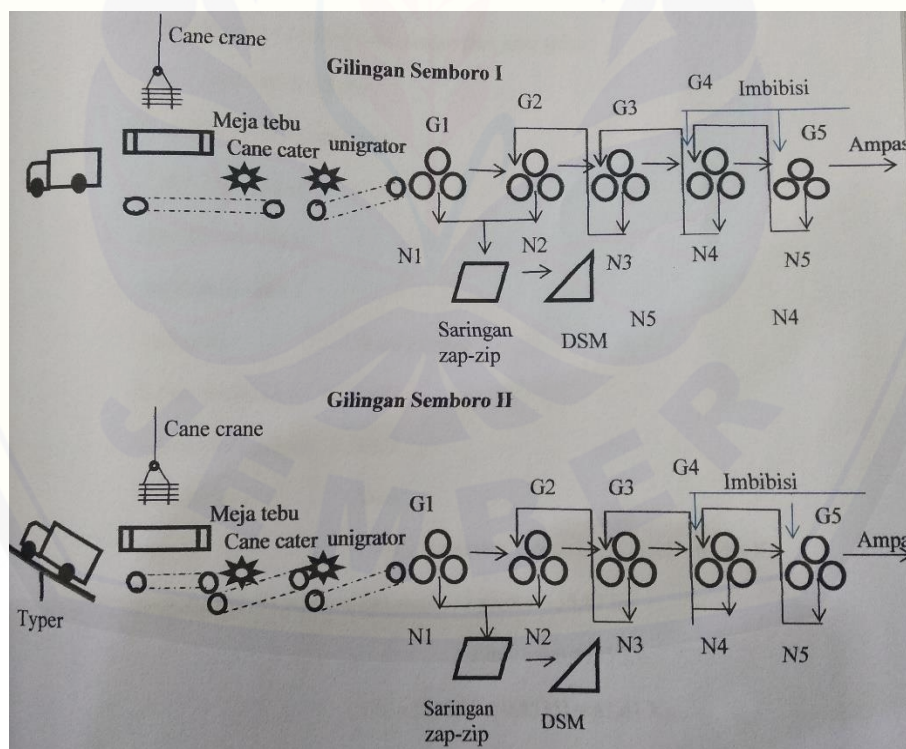 Cane crane
Gilingan Semboro I
G4
Imbibisi
G2
G3
G1
G5
Meja tebu
Cane cater
unigrator
Ampas
N1
N2
N3
N4
N5
Saringan
zap-zip
DSM
N5
N4
Gilingan Semboro II
Cane crane
G4
Imbibisi
G1
G2
G3
G5
Meja tebu
Cane cater
unigrator
Ampa
Typer
N1
N2
N3
N4
N5
Saringan
zap-zip
DSM
JEMBER